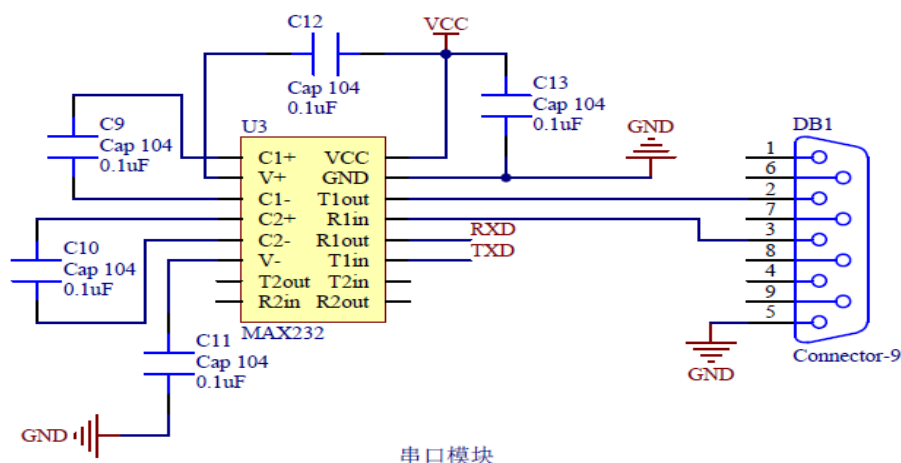 C12
VCC
Cap 104
0.1uF
C13
Cap 104
0.1uF
C9
Cap 104
0.1uF
U3
GND
DB1
C1+
V+
C1-
C2+
C2-
V-
T2out
R2in
VCC
GND
T1out
R1in
R1out
T1in
T2in
R2out
MAX232
RXD
TXD
1
6
2
7
3
8
4
9
5
C10
Cap 104
0.1uF
C11
Cap 104
0.1uF
GND
GND
Connector-9
串口模块